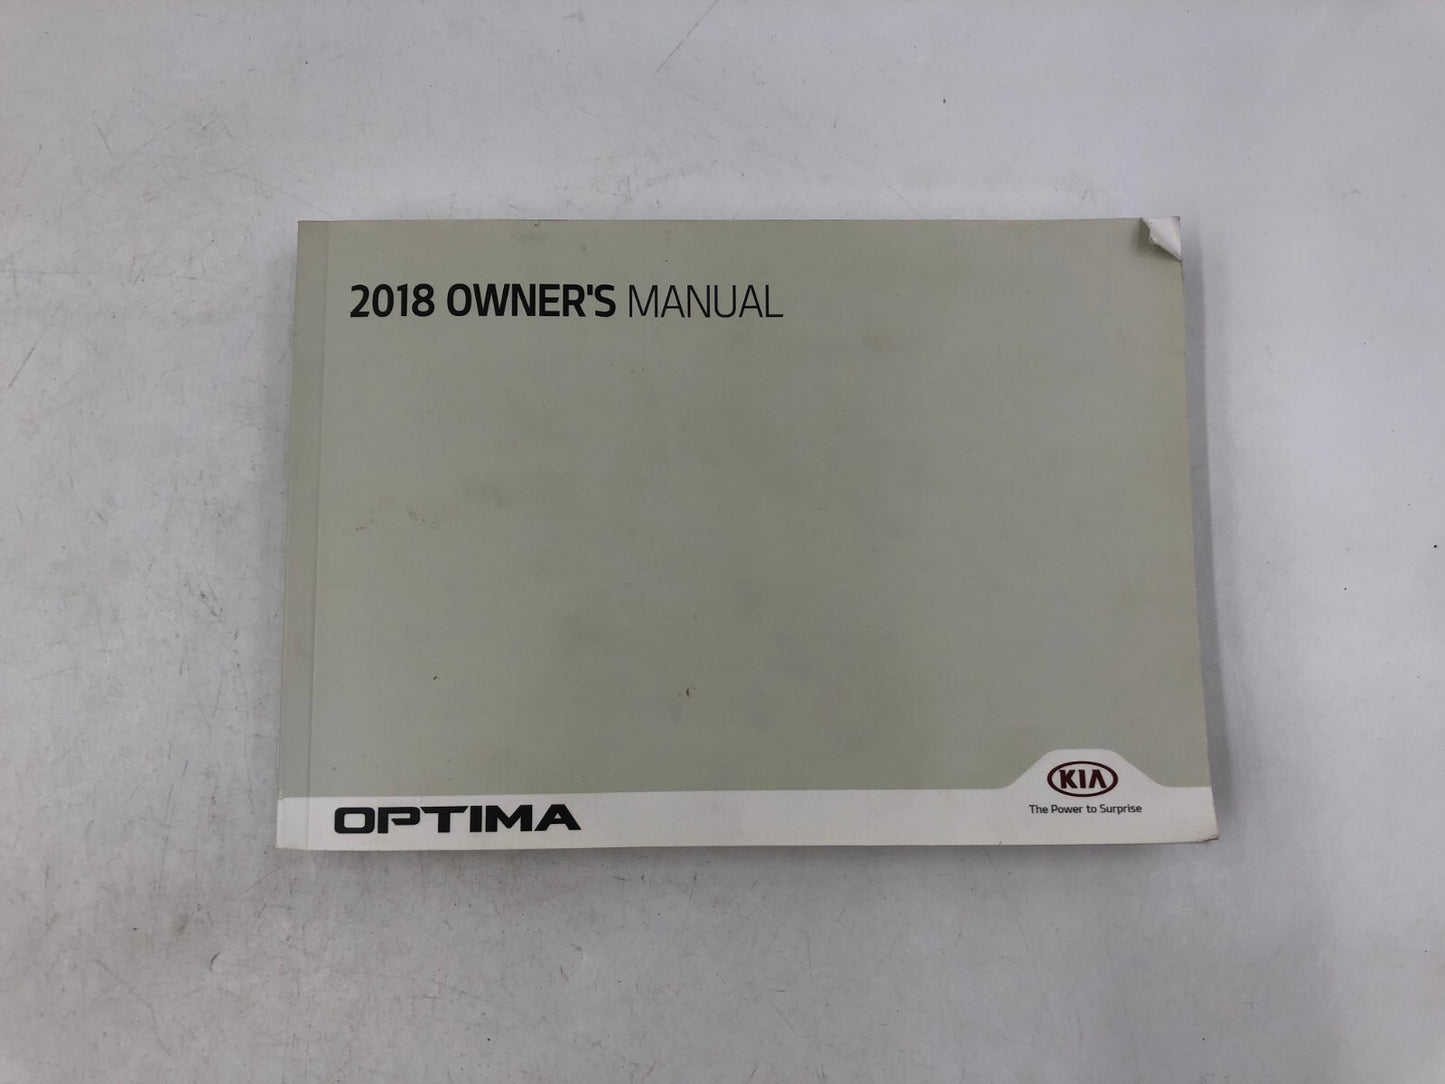 2018 OWNER'S MANUAL
KIA
The Power to Surprise
OPTIMA